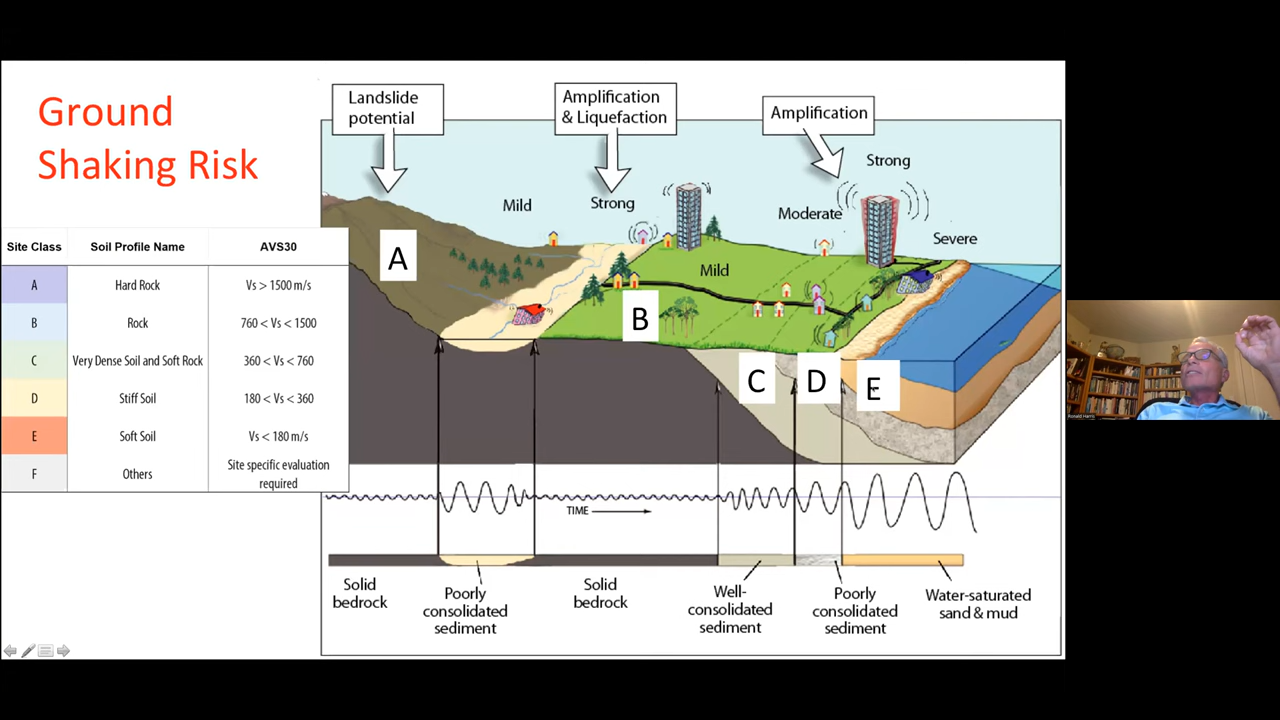 Ground
Shaking Risk
Landslide
potential
Amplification
& Liquefaction
Amplification
Strong
Mild
Strong
Moderate
Severe
Mild
A
B
C
D
E
Site Class Soil Profile Name AVS30
A Hard Rock Vs > 1500 m/s
B Rock 760 < Vs < 1500
C Very Dense Soil and Soft Rock 360 < Vs < 760
D Stiff Soil 180 < Vs < 360
E Soft Soil Vs < 180 m/s
F Others Site specific evaluation
required
TIME
Solid
bedrock
Poorly
consolidated
sediment
Solid
bedrock
Well-
consolidated
sediment
Poorly
consolidated
sediment
Water-saturated
sand & mud
Ronald Harris